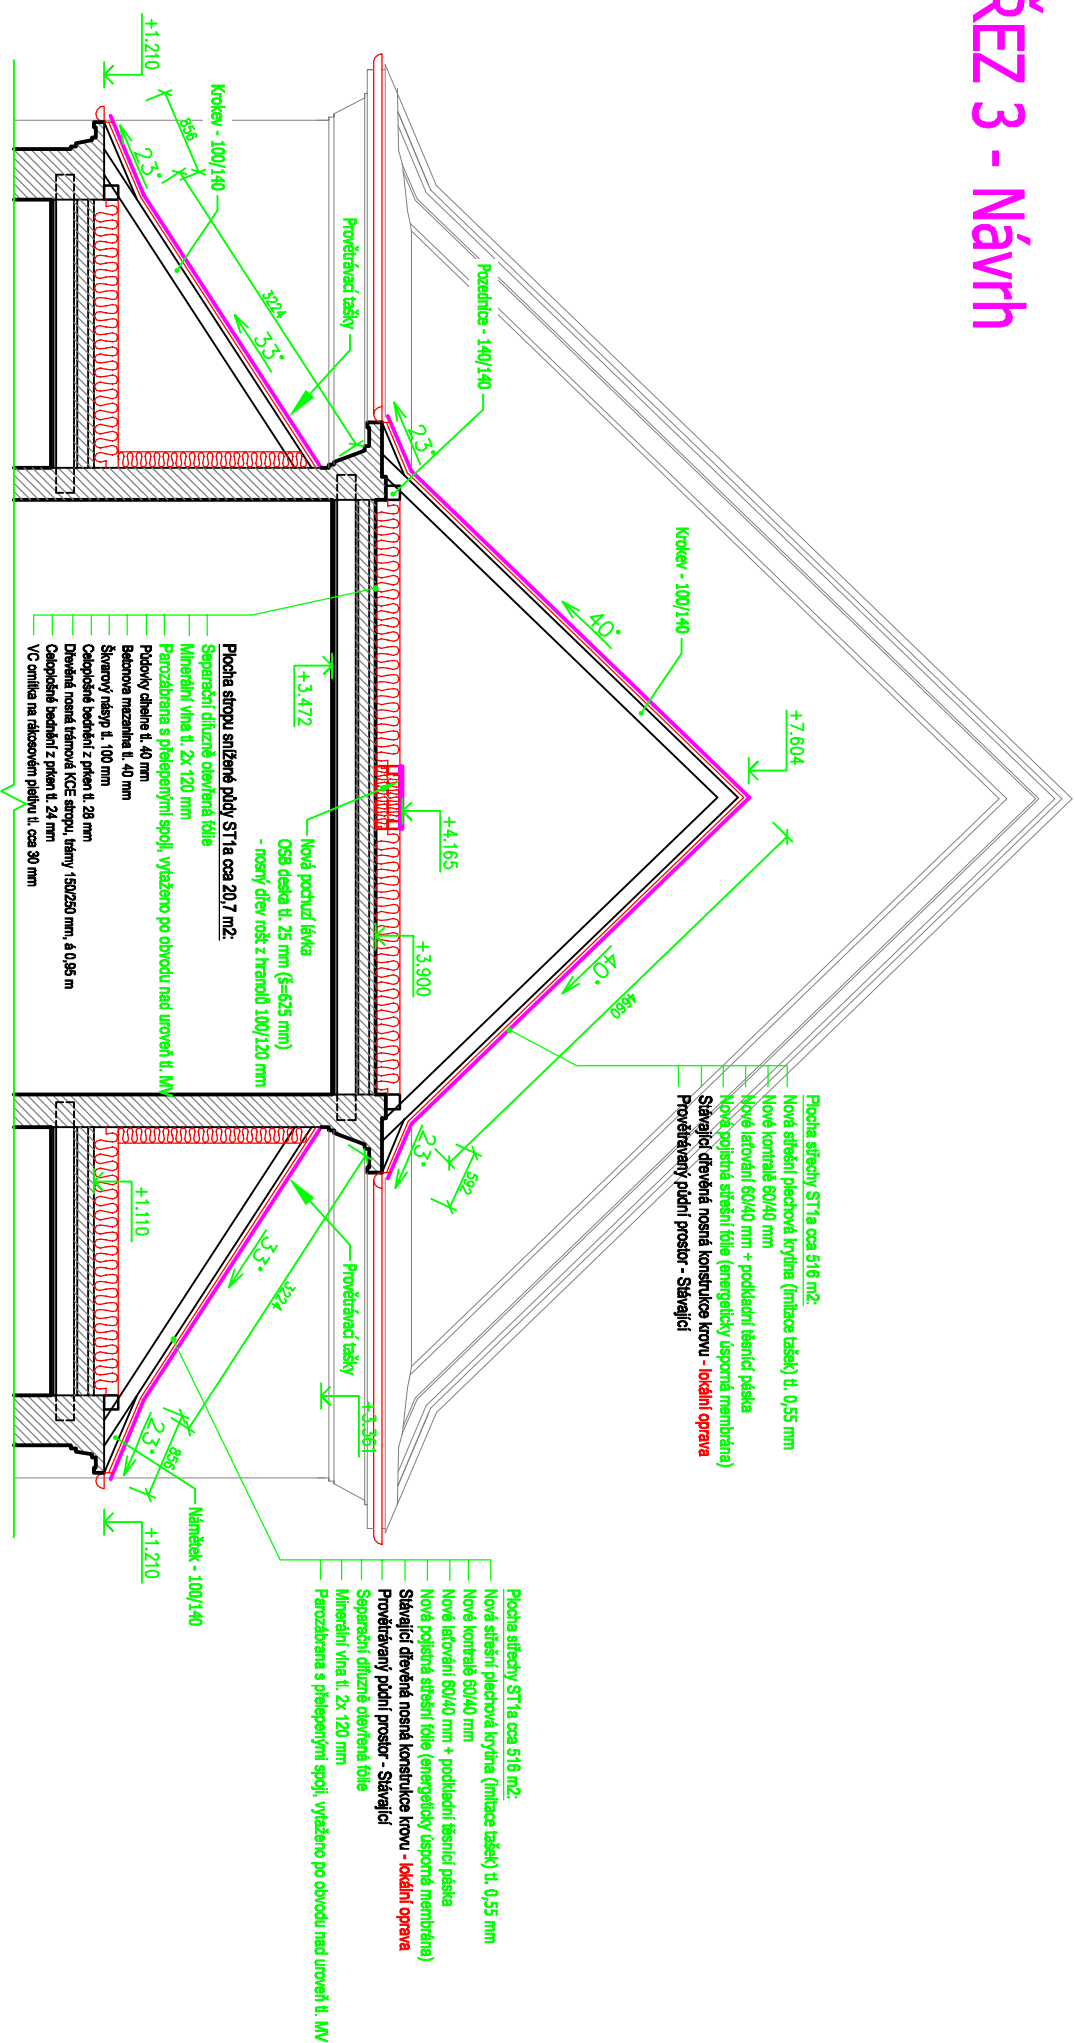 ŘEZ 3 - Návrh
+7.604
Krokev - 100/140
40°
40°
4660
Pozednice - 140/140
23°
23°
592
+4.165
+3.900
+3.472
Provětrávací tašky
Krokev - 100/140
+1.210
856
23°
3224
33°
Provětrávací tašky
+3.361
33°
3224
23°
856
+1.110
Námětek - 100/140
+1.210
Nová pochuzí lávka
OSB deska tl. 25 mm (š=625 mm)
- nosný dřev rošt z hranolů 100/120 mm
Plocha stropu snížené půdy ST1a cca 20,7 m2:
Separační difuzně otevřená fólie
Minerální vlna tl. 2x 120 mm
Parozábrana s přelepenými spoji, vytaženo po obvodu nad uroveň tl. MV
Půdovky cihelne tl. 40 mm
Betonova mazanina tl. 40 mm
Škvarový násyp tl. 100 mm
Celoplošné bednění z prken tl. 28 mm
Dřevěná nosná trámová KCE stropu, trámy 150/250 mm, á 0,95 m
Celoplošné bednění z prken tl. 24 mm
VC omítka na rákosovém pletivu tl. cca 30 mm
Plocha střechy ST1a cca 516 m2:
Nová střešní plechová krytina (imitace tašek) tl. 0,55 mm
Nové kontralě 60/40 mm
Nové laťování 60/40 mm + podkladní těsnící páska
Nová pojistná střešní fólie (energeticky úsporná membrána)
Stávající dřevěná nosná konstrukce krovu - lokální oprava
Provětrávaný půdní prostor - Stávající
Plocha střechy ST1a cca 516 m2:
Nová střešní plechová krytina (imitace tašek) tl. 0,55 mm
Nové kontralě 60/40 mm
Nové laťování 60/40 mm + podkladní těsnící páska
Nová pojistná střešní fólie (energeticky úsporná membrána)
Stávající dřevěná nosná konstrukce krovu - lokální oprava
Provětrávaný půdní prostor - Stávající
Separační difuzně otevřená fólie
Minerální vlna tl. 2x 120 mm
Parozábrana s přelepenými spoji, vytaženo po obvodu nad uroveň tl. MV